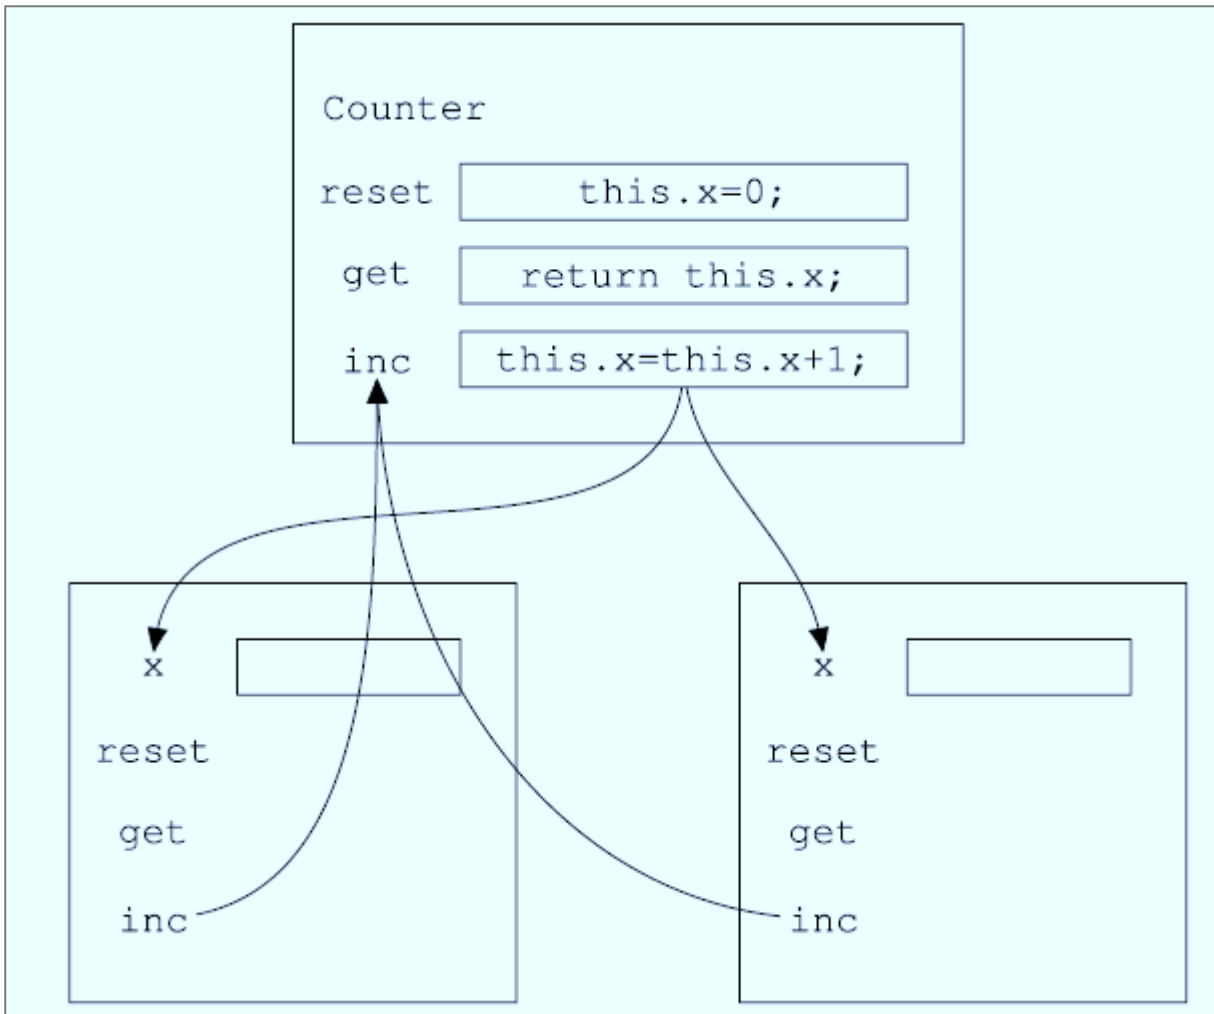 Counter
reset this.x=0;
get return this.x;
inc this.x=this.x+1;
x
reset
get
inc
x
reset
get
inc